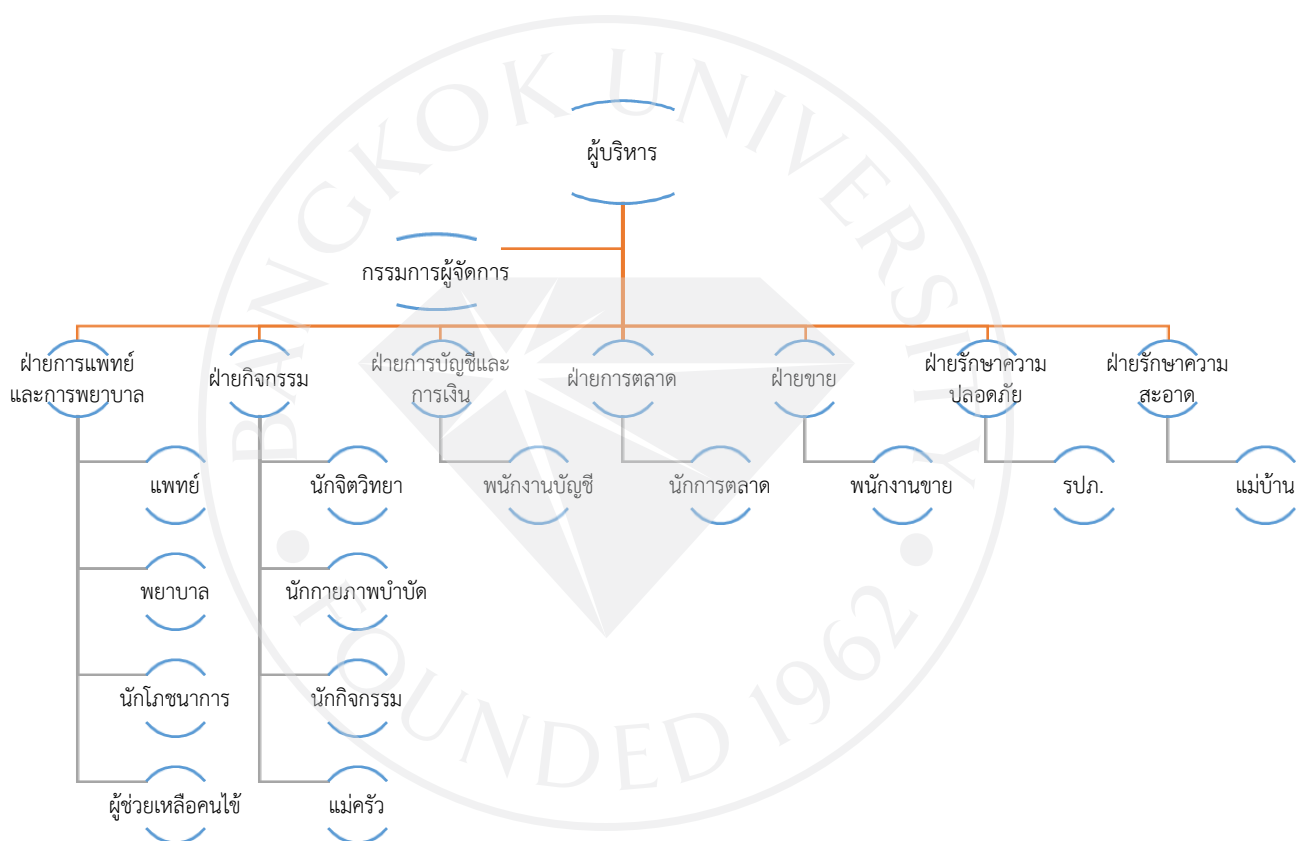 BANGKOK UNIVERSITY
ผู้บริหาร
กรรมการผู้จัดการ
ฝ่ายการแพทย์
และการพยาบาล
ฝ่ายกิจกรรม
ฝ่ายการบัญชีและ
การเงิน
ฝ่ายการตลาด
ฝ่ายขาย
ฝ่ายรักษาความ
ปลอดภัย
ฝ่ายรักษาความ
สะอาด
แพทย์
นักจิตวิทยา
พนักงานบัญชี
นักการตลาด
พนักงานขาย
รปภ.
แม่บ้าน
พยาบาล
นักกายภาพบำบัด
นักโภชนาการ
นักกิจกรรม
ผู้ช่วยเหลือคนไข้
แม่ครัว
FOUNDED 1962